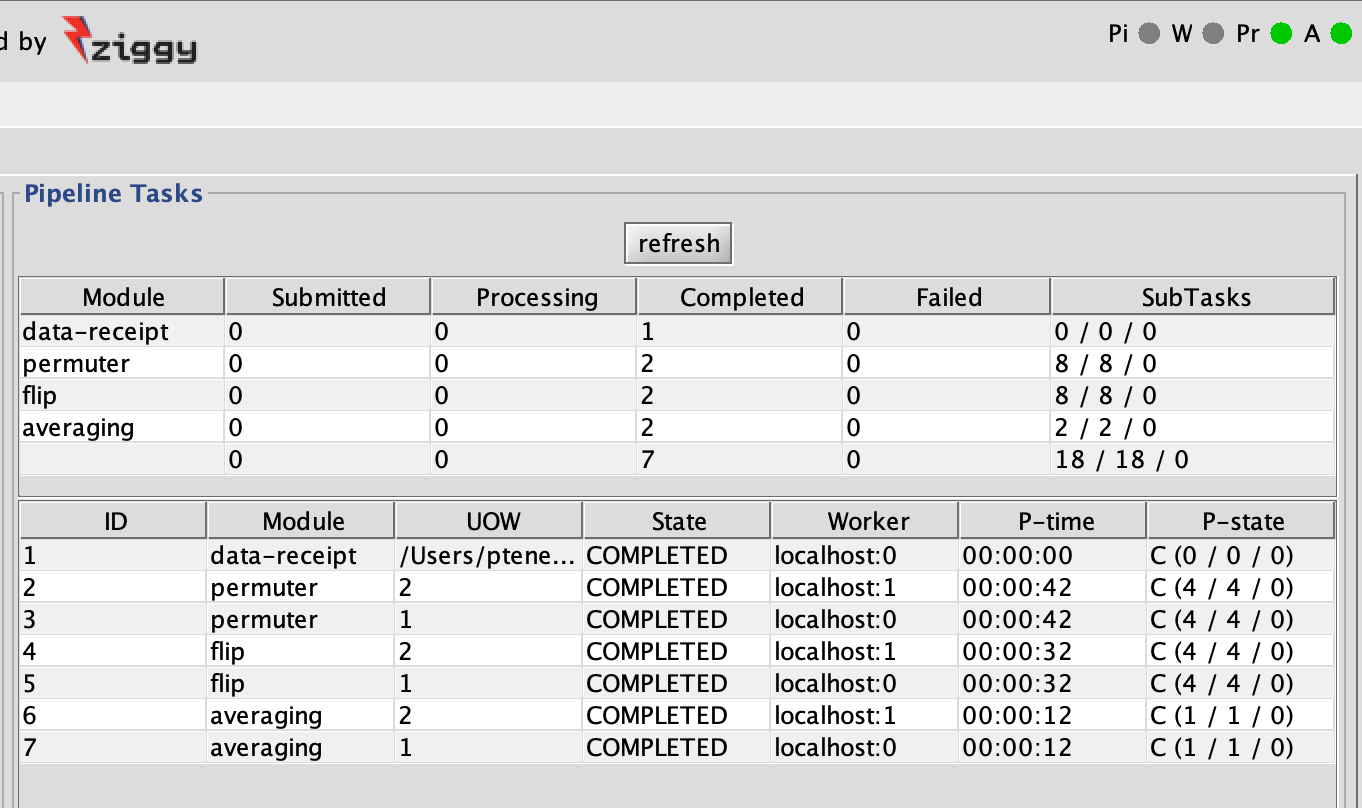 d by ziggy Pi W Pr A
Pipeline Tasks
refresh
Module Submitted Processing Completed Failed SubTasks
data-receipt 0 0 1 0 0 / 0 / 0
permuter 0 0 2 0 8 / 8 / 0
flip 0 0 2 0 8 / 8 / 0
averaging 0 0 2 0 2 / 2 / 0
0 0 7 0 18 / 18 / 0
ID Module UOW State Worker P-time P-state
1 data-receipt /Users/ptene... COMPLETED localhost:0 00:00:00 C (0 / 0 / 0)
2 permuter 2 COMPLETED localhost:1 00:00:42 C (4 / 4 / 0)
3 permuter 1 COMPLETED localhost:0 00:00:42 C (4 / 4 / 0)
4 flip 2 COMPLETED localhost:1 00:00:32 C (4 / 4 / 0)
5 flip 1 COMPLETED localhost:0 00:00:32 C (4 / 4 / 0)
6 averaging 2 COMPLETED localhost:1 00:00:12 C (1 / 1 / 0)
7 averaging 1 COMPLETED localhost:0 00:00:12 C (1 / 1 / 0)